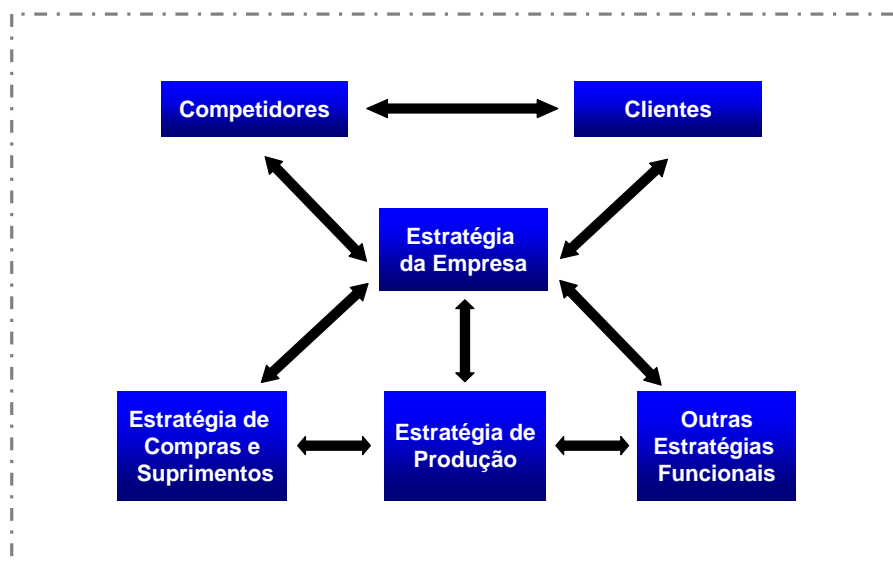 Competidores
Clientes
Estratégia
da Empresa
Estratégia de
Compras e
Suprimentos
Estratégia de
Produção
Outras
Estratégias
Funcionais